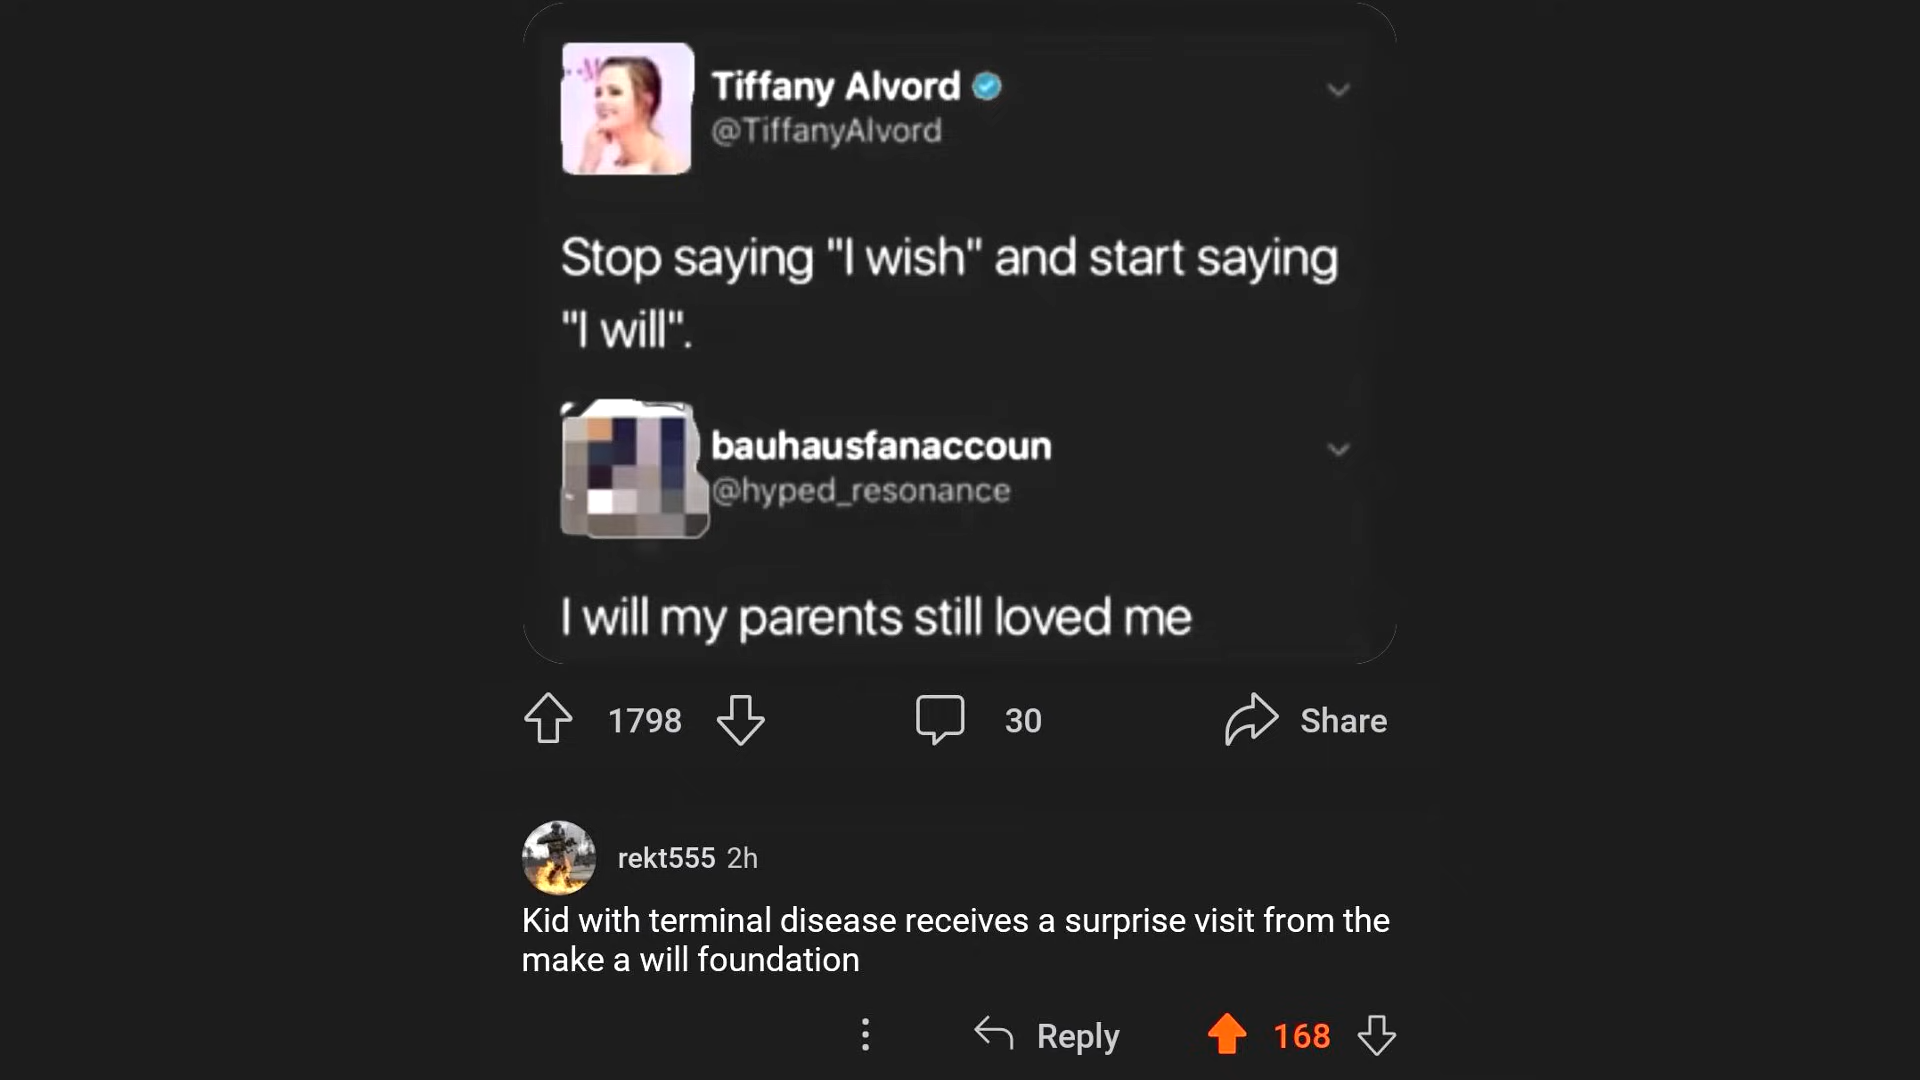 Tiffany Alvord
@TiffanyAlvord
Stop saying "I wish" and start saying
"I will".
bauhausfanaccoun
@hyped_resonance
I will my parents still loved me
1798
30
Share
rekt555 2h
Kid with terminal disease receives a surprise visit from the
make a will foundation
Reply
168